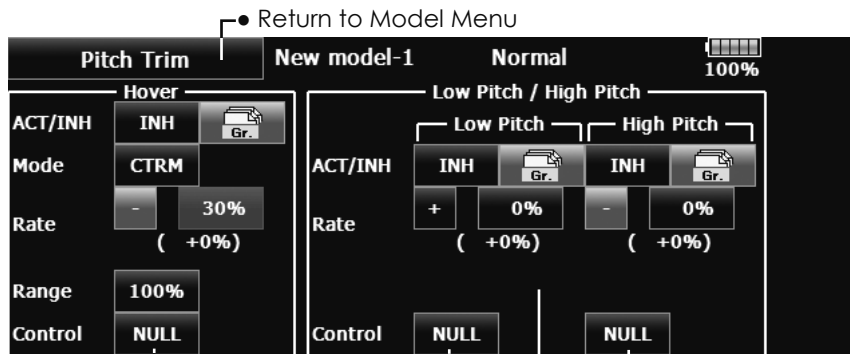 ● Return to Model Menu
Pitch Trim New model-1 Normal 100%
Hover Low Pitch / High Pitch
ACT/INH INH Gr. Low Pitch High Pitch
Mode CTRM ACT/INH INH Gr. INH Gr.
Rate - 30% Rate + 0% - 0%
( +0%) ( +0%) ( +0%)
Range 100%
Control NULL Control NULL NULL